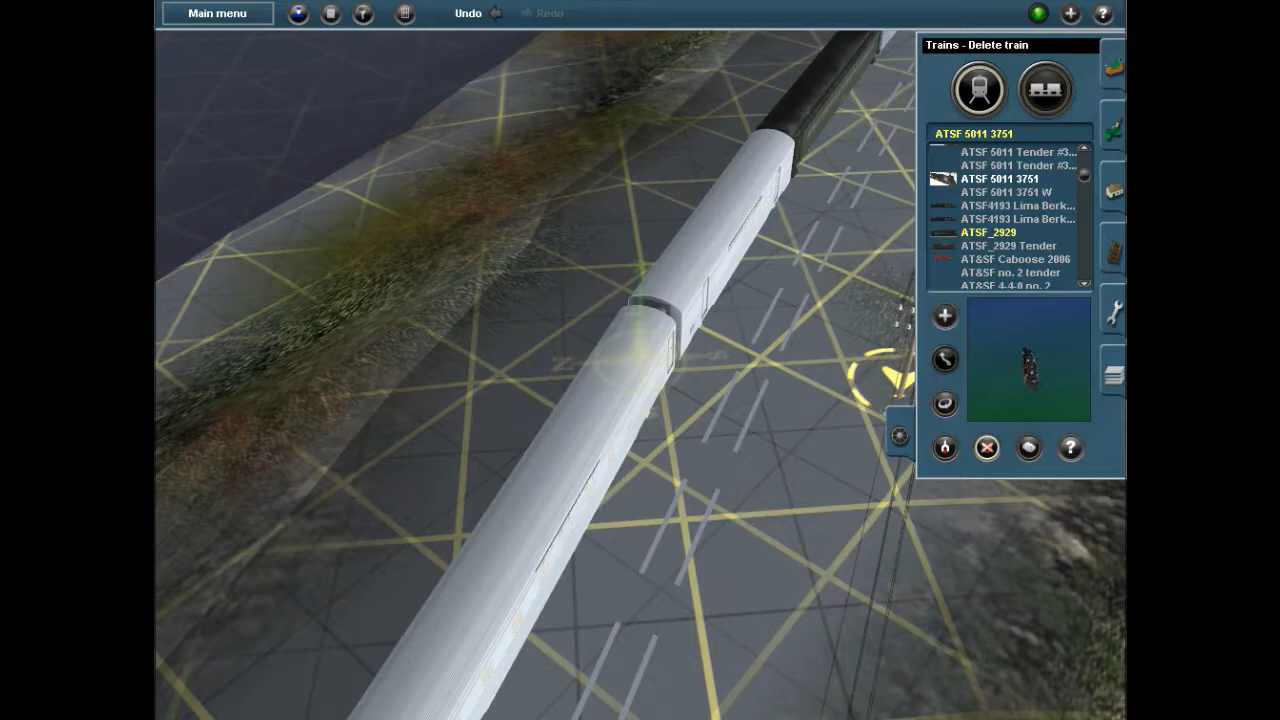 Main menu
Undo
Redo
?
Trains - Delete train
ATSF 5011 3751
ATSF 5011 Tender #3...
ATSF 5011 Tender #3...
ATSF 5011 3751
ATSF 5011 3751 W
ATSF4193 Lima Berk...
ATSF4193 Lima Berk...
ATSF_2929
ATSF_2929 Tender
AT&SF Caboose 2006
AT&SF no. 2 tender
AT&SF 4-4-0 no. 2
?